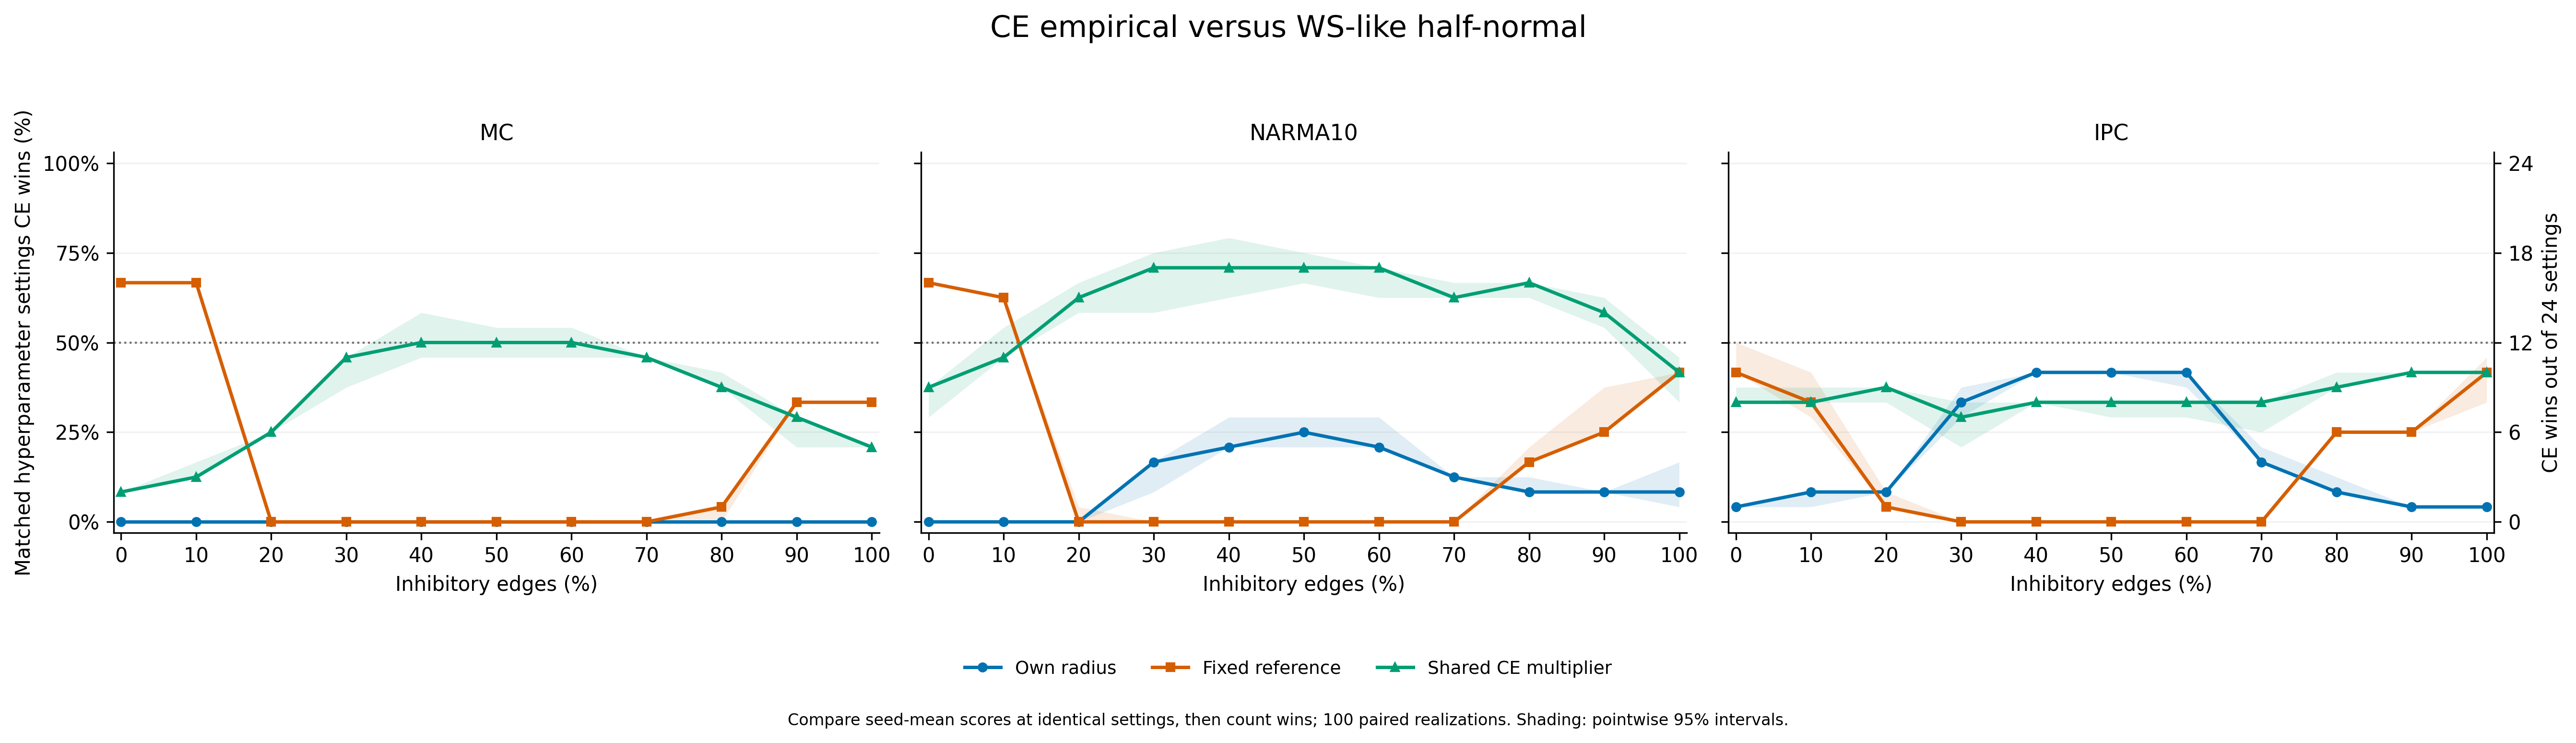 CE empirical versus WS-like half-normal
MC
NARMA10
IPC
Matched hyperparameter settings CE wins (%)
100%
75%
50%
25%
0%
24
18
12
6
0
CE wins out of 24 settings
0 10 20 30 40 50 60 70 80 90 100
0 10 20 30 40 50 60 70 80 90 100
0 10 20 30 40 50 60 70 80 90 100
Inhibitory edges (%)
Inhibitory edges (%)
Inhibitory edges (%)
Own radius
Fixed reference
Shared CE multiplier
Compare seed-mean scores at identical settings, then count wins; 100 paired realizations. Shading: pointwise 95% intervals.